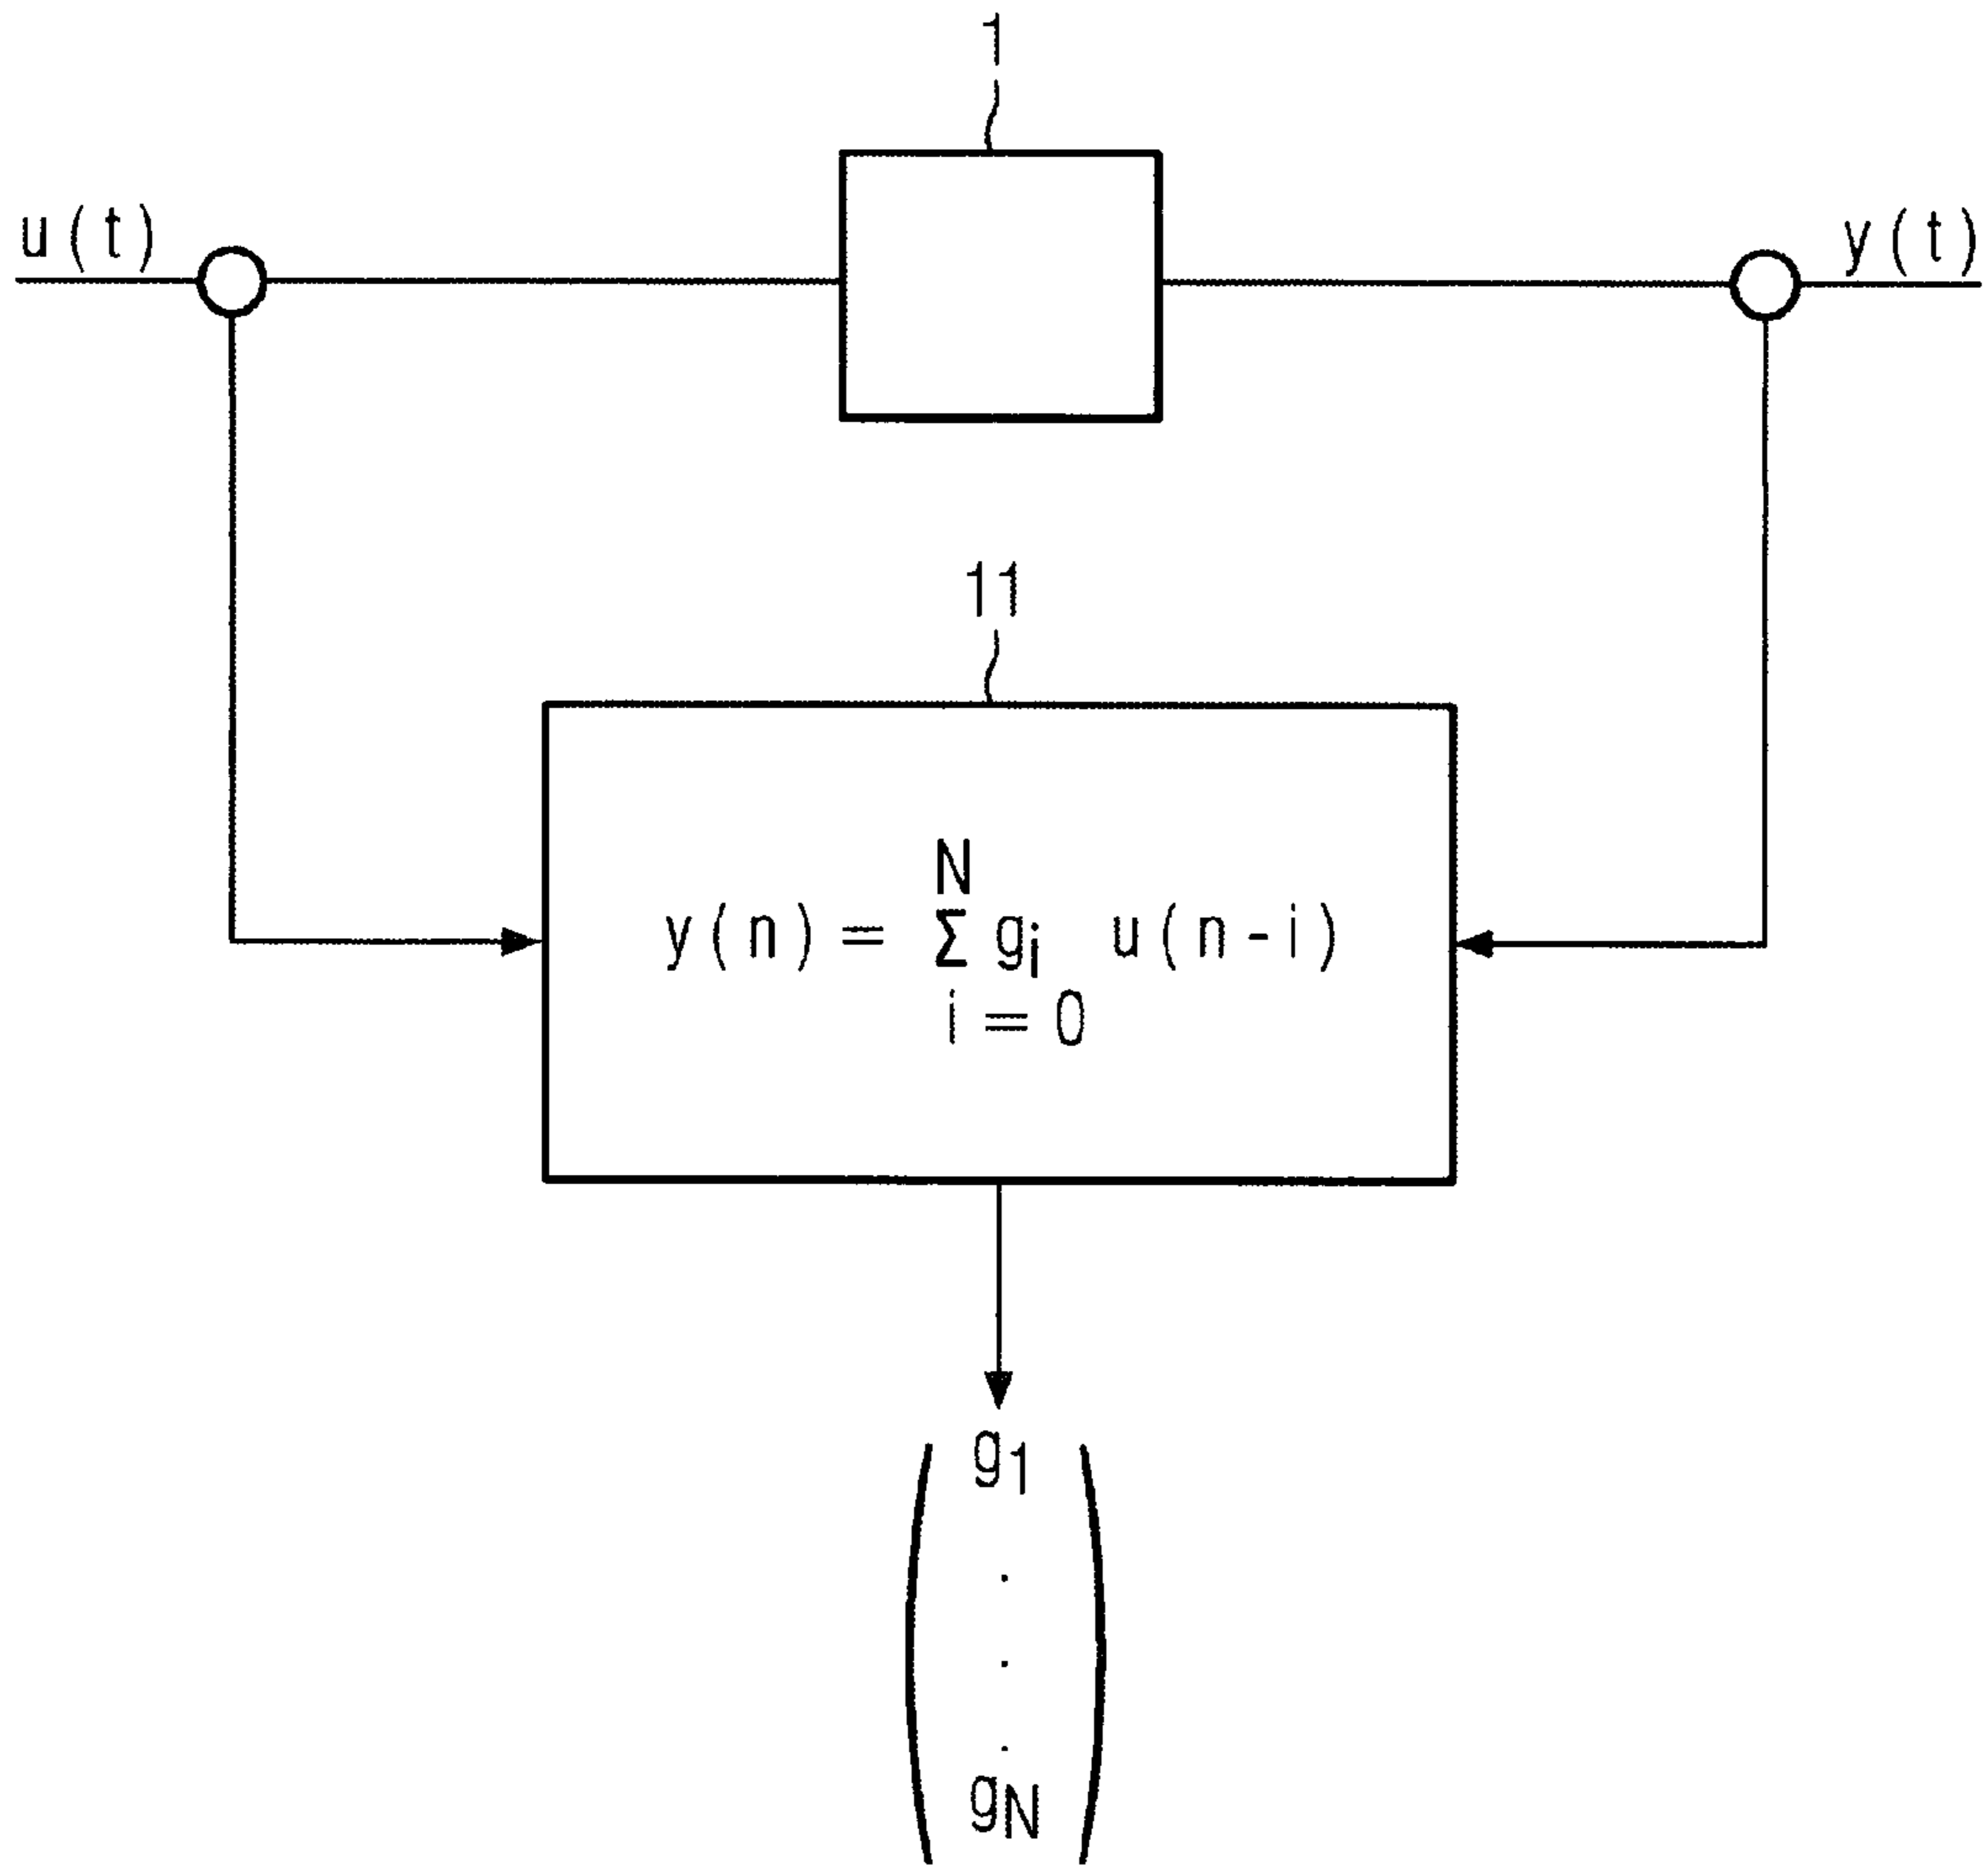 1
u(t)
y(t)
11
N
y(n) = Σ gi u(n-i)
i = 0
g1
.
.
.
gN